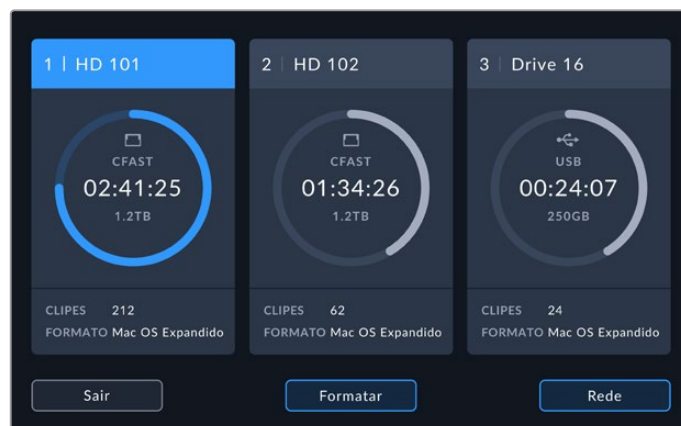 1 | HD 101
CFAST
02:41:25
1.2TB
CLIPES 212
FORMATO Mac OS Expandido
2 | HD 102
CFAST
01:34:26
1.2TB
CLIPES 62
FORMATO Mac OS Expandido
3 | Drive 16
USB
00:24:07
250GB
CLIPES 24
FORMATO Mac OS Expandido
Sair
Formatar
Rede